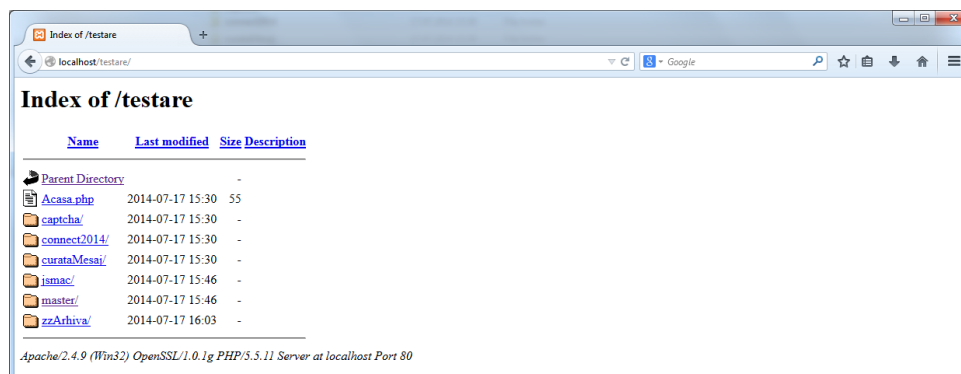 Index of /testare
localhost/testare/
Google
Index of /testare
Name Last modified Size Description
Parent Directory -
Acasa.php 2014-07-17 15:30 55
captcha/ 2014-07-17 15:30 -
connect2014/ 2014-07-17 15:30 -
curataMesaj/ 2014-07-17 15:30 -
jsmac/ 2014-07-17 15:46 -
master/ 2014-07-17 15:46 -
zzArhiva/ 2014-07-17 16:03 -
Apache/2.4.9 (Win32) OpenSSL/1.0.1g PHP/5.5.11 Server at localhost Port 80